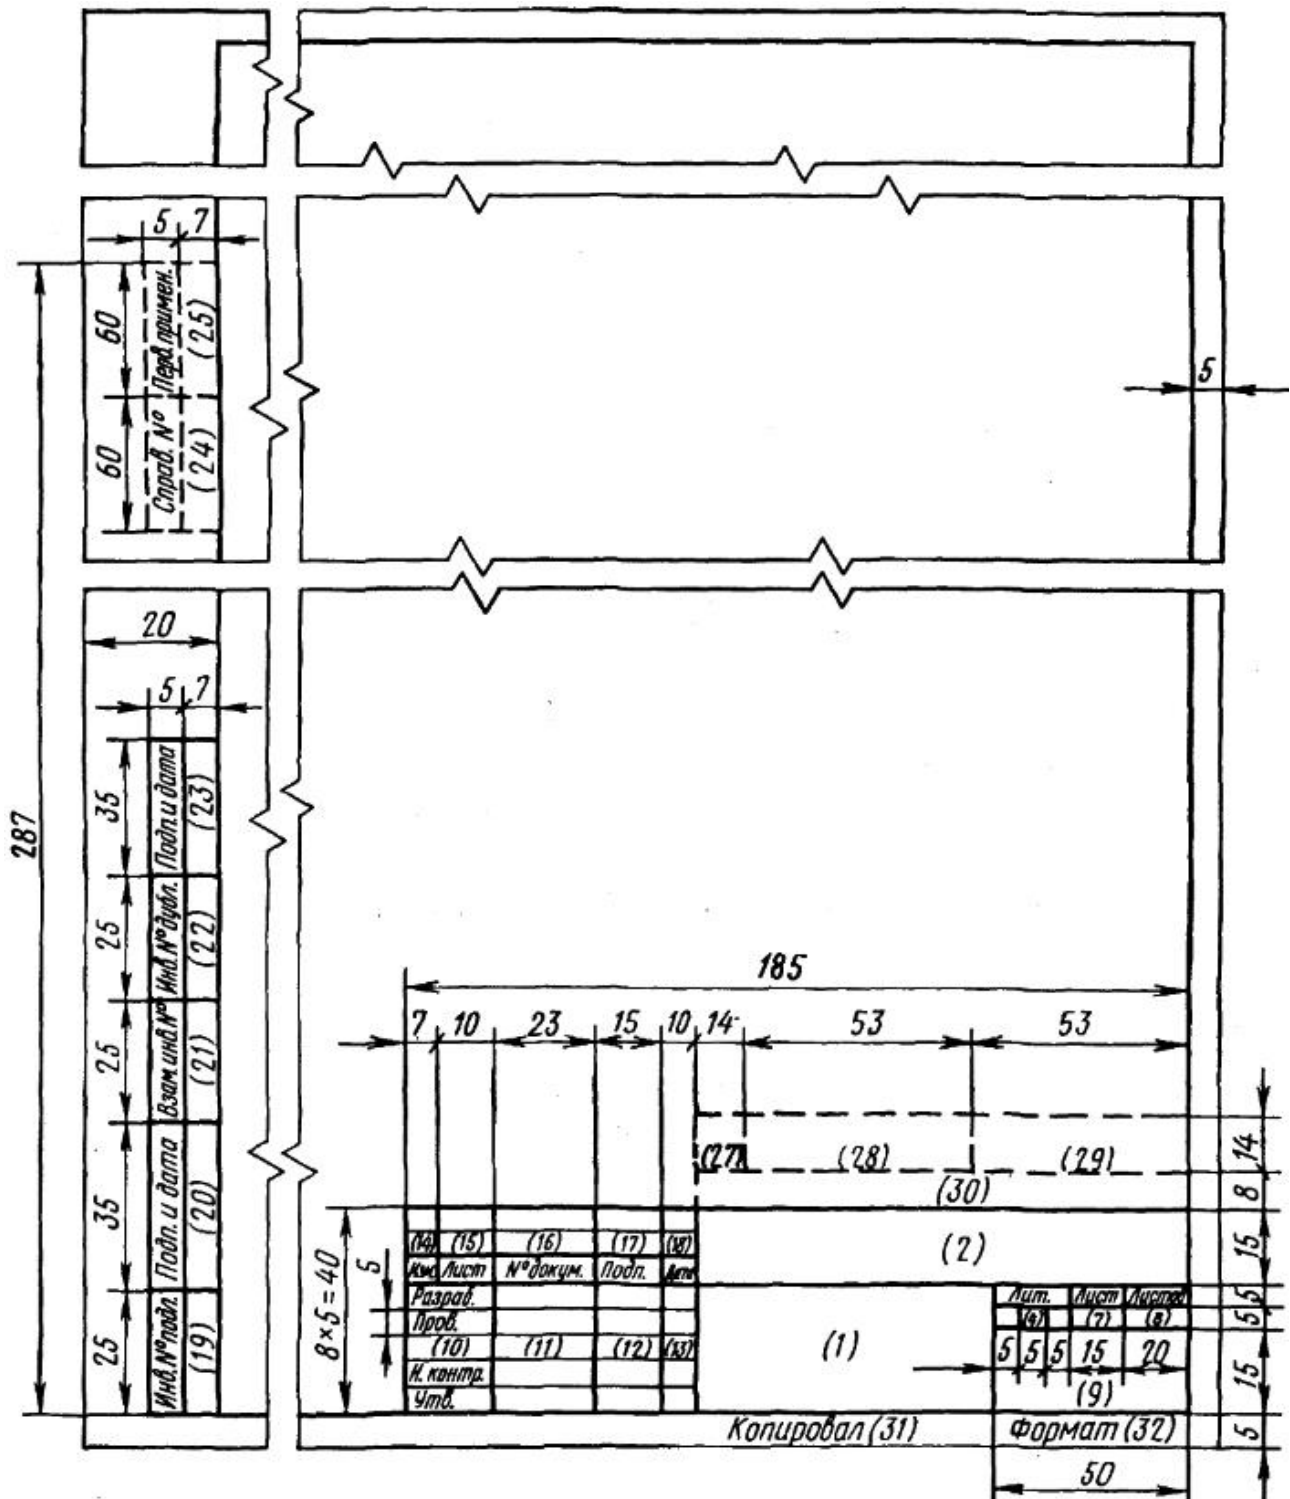 5 7
60 Перв. примен. (25)
60 Справ. № (24)
5
287
20
5 7
35 Подп. и дата (23)
25 Инв. № дубл. (22)
25 Взам. инв. № (21)
35 Подп. и дата (20)
25 Инв. № подл. (19)
185
7 10 23 15 10 14 53 53
(27) (28) (29) 14
(30) 8
8×5=40
5
(14) (15) (16) (17) (18)
Изм Лист № докум. Подп. Дата
(2) 15
Разраб.
Пров.
(10) (11) (12) (13)
Н. контр.
Утв.
(1)
Лит. Лист Листов 5
(4) (7) (8) 5
5 5 5 15 20
(9) 15
Копировал (31) Формат (32) 5
50